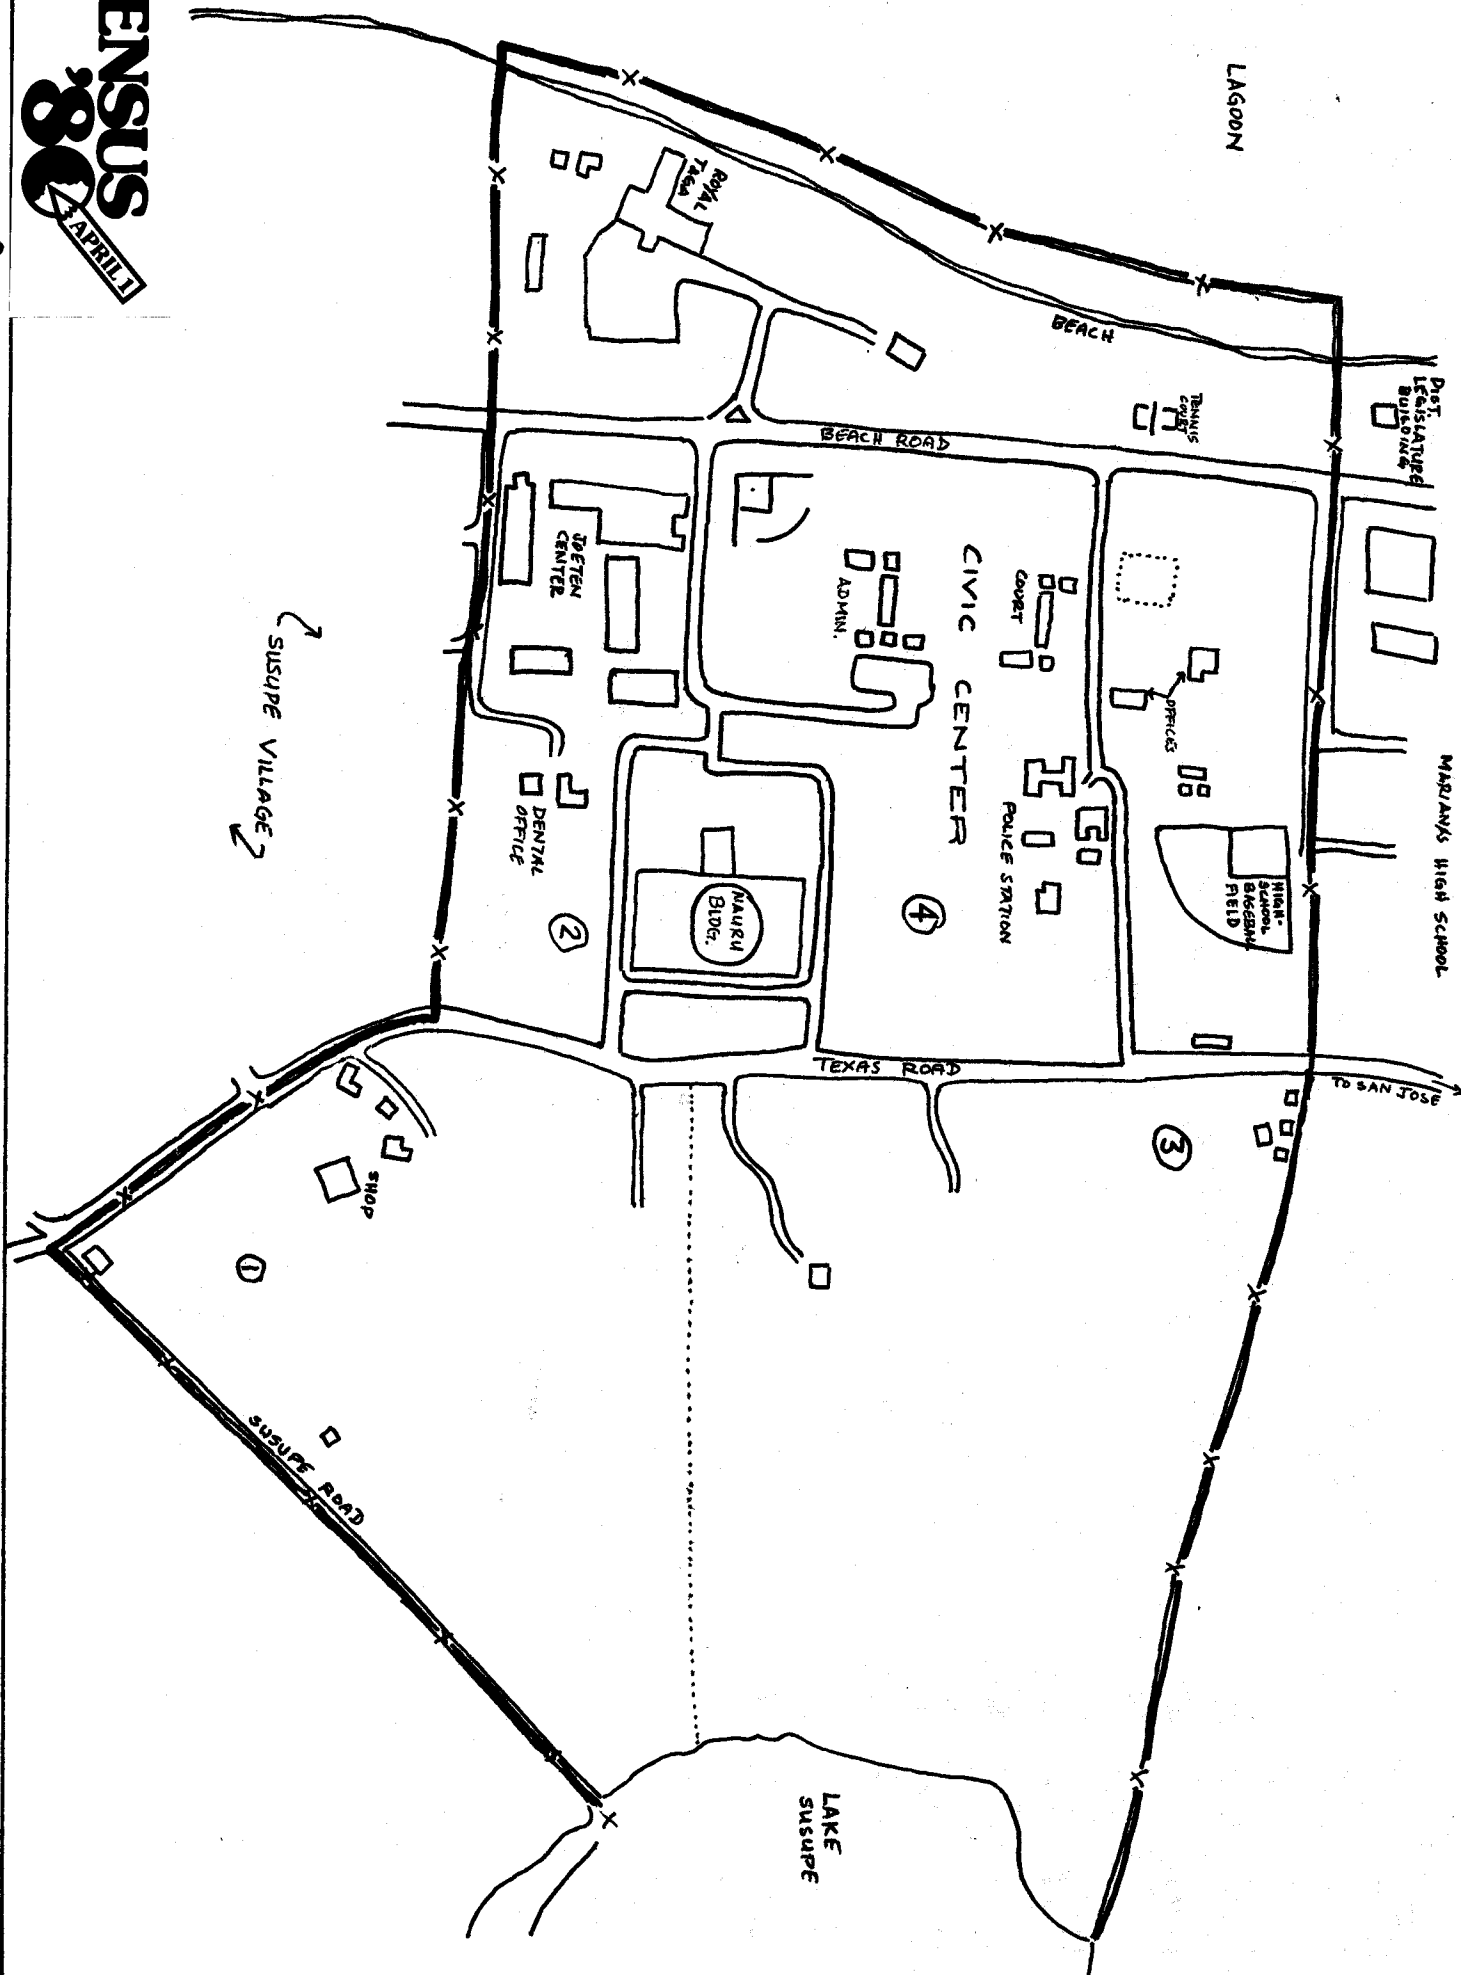 ENSUS
'80
APRIL 1
LAGOON
ROYAL
TAGA
BEACH
DIST.
LEGISLATURE
BUILDING
TENNIS
COURT
BEACH ROAD
JOETEN
CENTER
CIVIC CENTER
COURT
ADMIN.
OFFICES
SUSUPE VILLAGE
MARIANAS HIGH SCHOOL
POLICE STATION
HIGH-
SCHOOL
BASEBALL
FIELD
DENTAL
OFFICE
NAURU
BLDG.
2
4
TEXAS ROAD
TO SAN JOSE
3
SHOP
1
SUSUPE ROAD
LAKE
SUSUPE